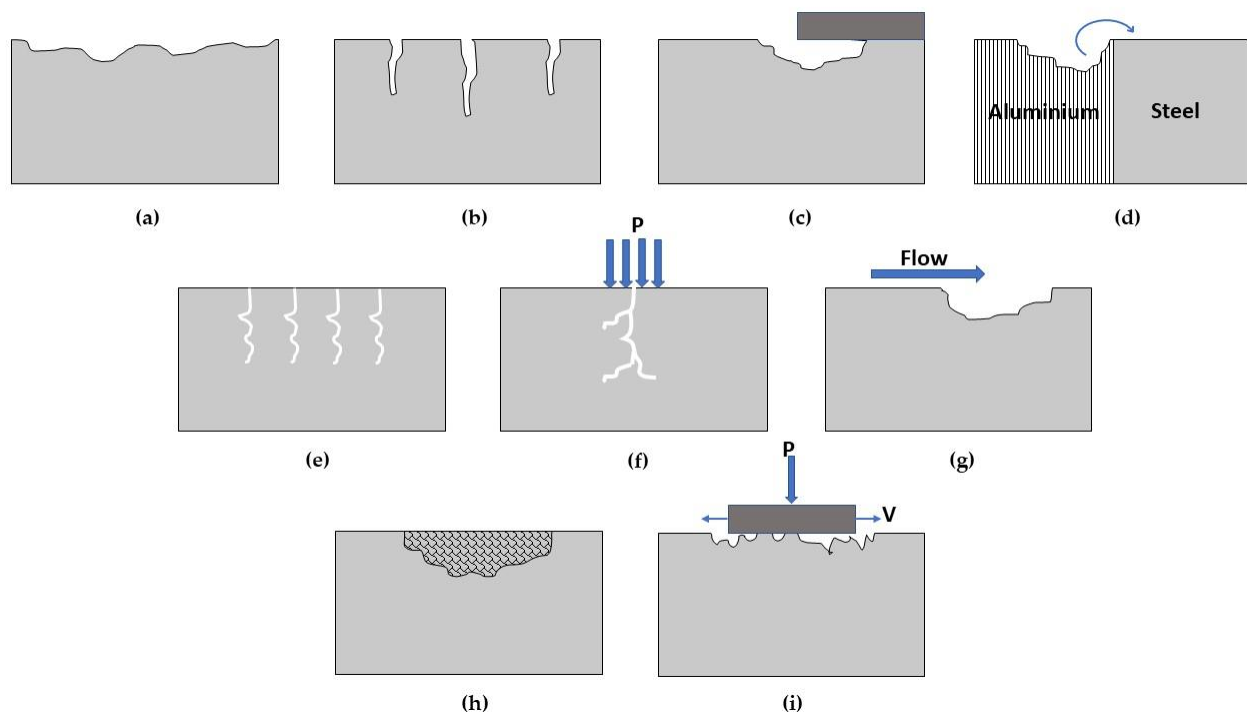 Aluminium
Steel
(a)
(b)
(c)
(d)
P
Flow
(e)
(f)
(g)
P
V
(h)
(i)